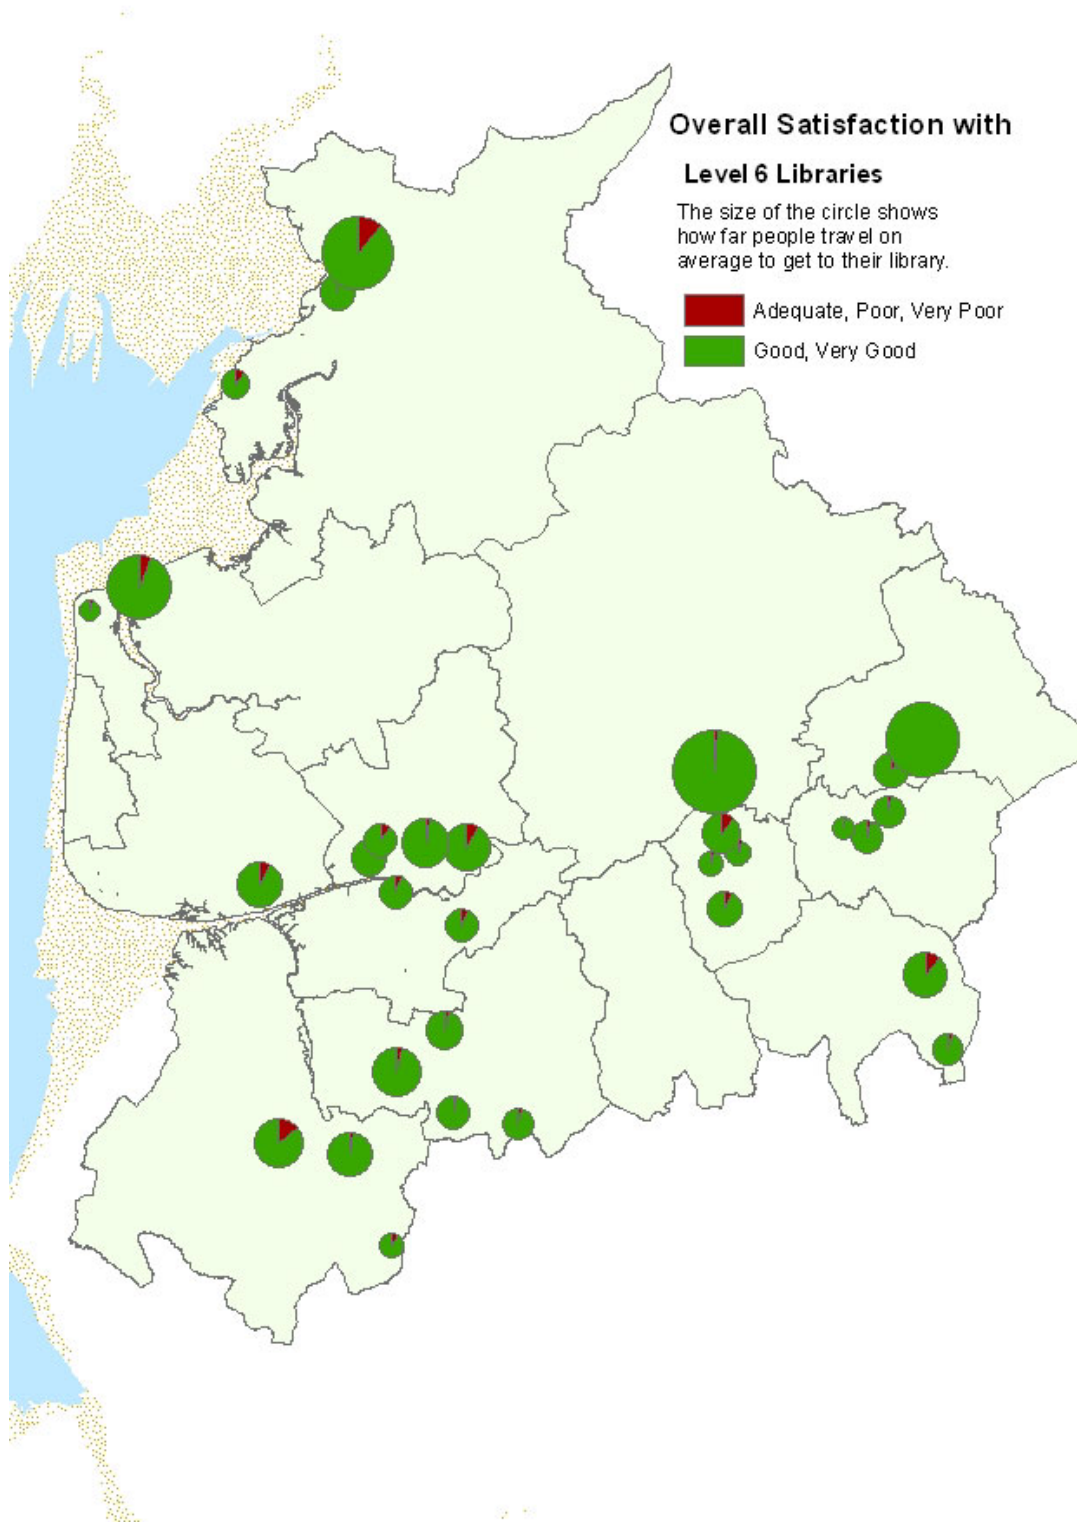 Overall Satisfaction with
Level 6 Libraries
The size of the circle shows
how far people travel on
average to get to their library.
Adequate, Poor, Very Poor
Good, Very Good